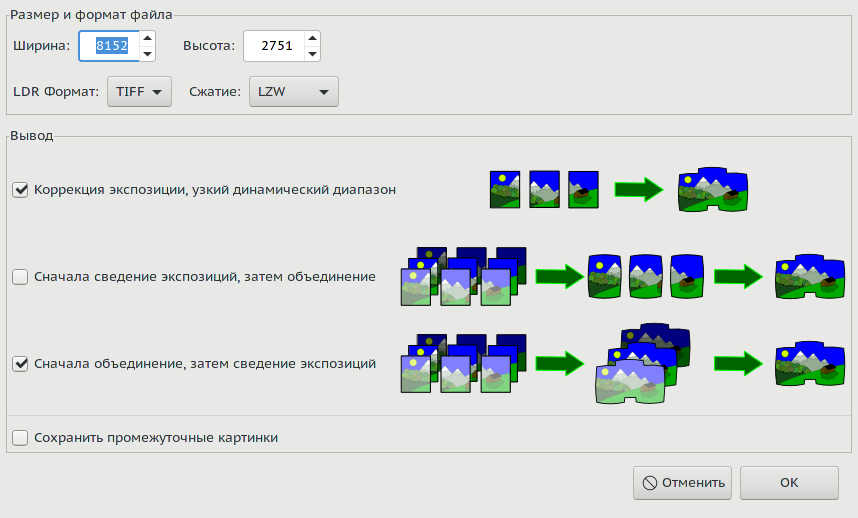 Размер и формат файла
Ширина: 8152 Высота: 2751
LDR Формат: TIFF Сжатие: LZW
Вывод
Коррекция экспозиции, узкий динамический диапазон
Сначала сведение экспозиций, затем объединение
Сначала объединение, затем сведение экспозиций
Сохранить промежуточные картинки
Отменить OK